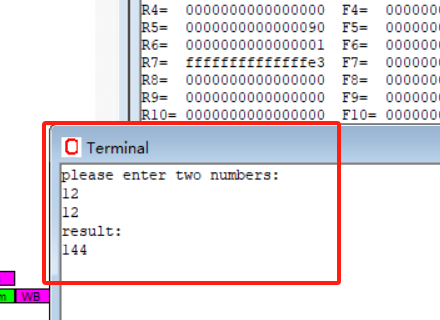 R4= 0000000000000000 F4= 0000000
R5= 0000000000000090 F5= 0000000
R6= 0000000000000001 F6= 0000000
R7= ffffffffffffffe3 F7= 0000000
R8= 0000000000000000 F8= 0000000
R9= 0000000000000000 F9= 0000000
R10= 0000000000000000 F10= 0000000
Terminal
please enter two numbers:
12
12
result:
144
m WB